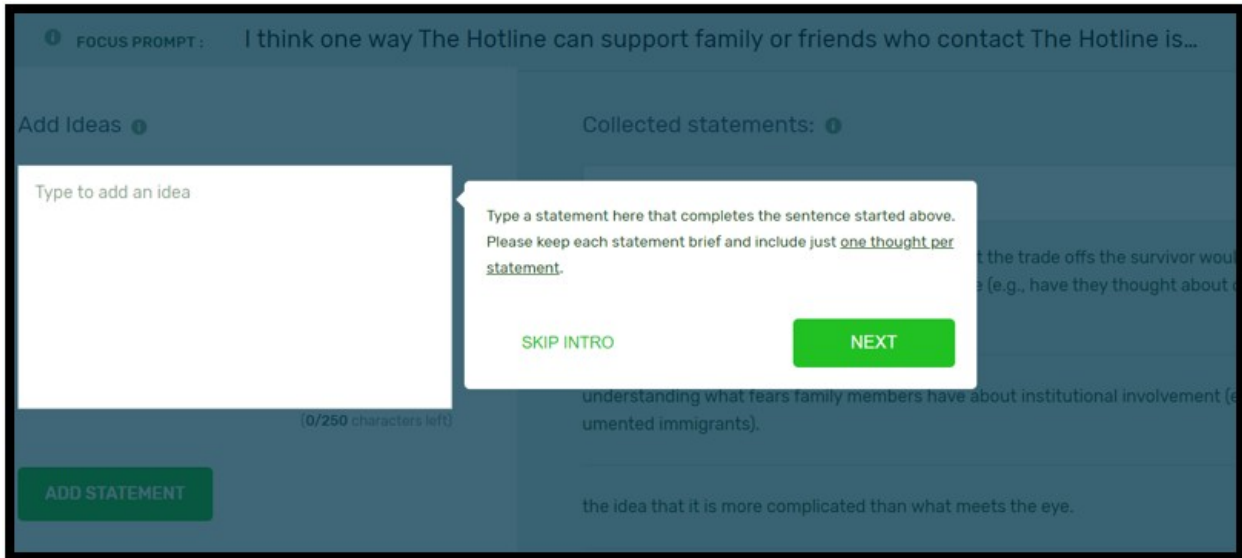 FOCUS PROMPT : I think one way The Hotline can support family or friends who contact The Hotline is...
Add Ideas
Collected statements:
Type to add an idea
Type a statement here that completes the sentence started above.
Please keep each statement brief and include just one thought per
statement.
SKIP INTRO
NEXT
the trade offs the survivor
(e.g., have they thought about
understanding what fears family members have about institutional involvement
umented immigrants).
(0/250 characters left)
ADD STATEMENT
the idea that it is more complicated than what meets the eye.